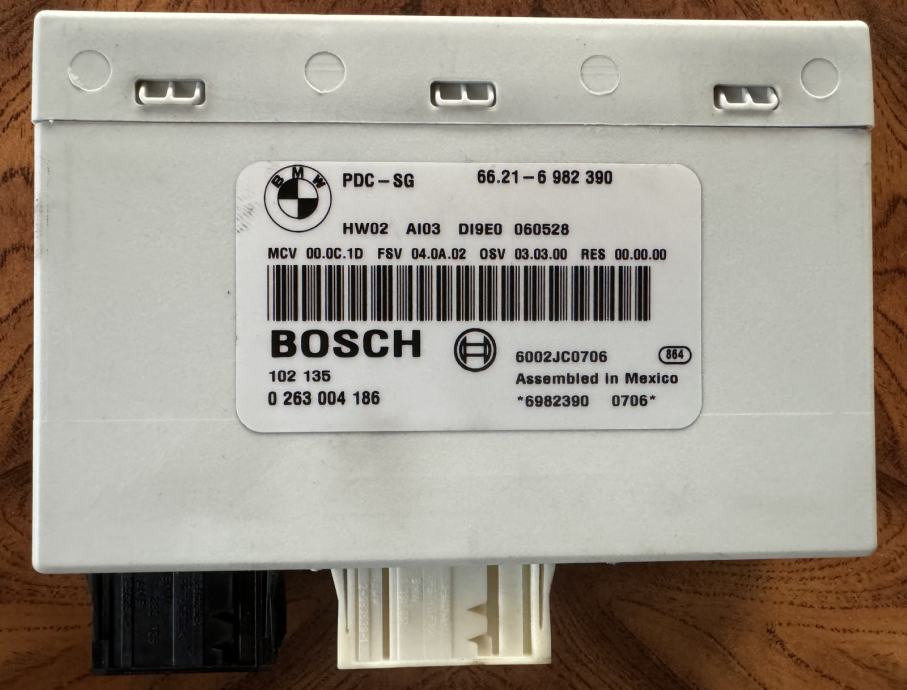 BMW
PDC-SG 66.21-6 982 390
HW02 AI03 DI9E0 060528
MCV 00.0C.1D FSV 04.0A.02 OSV 03.03.00 RES 00.00.00
BOSCH
6002JC0706 864
102 135 Assembled in Mexico
0 263 004 186 *6982390 0706*